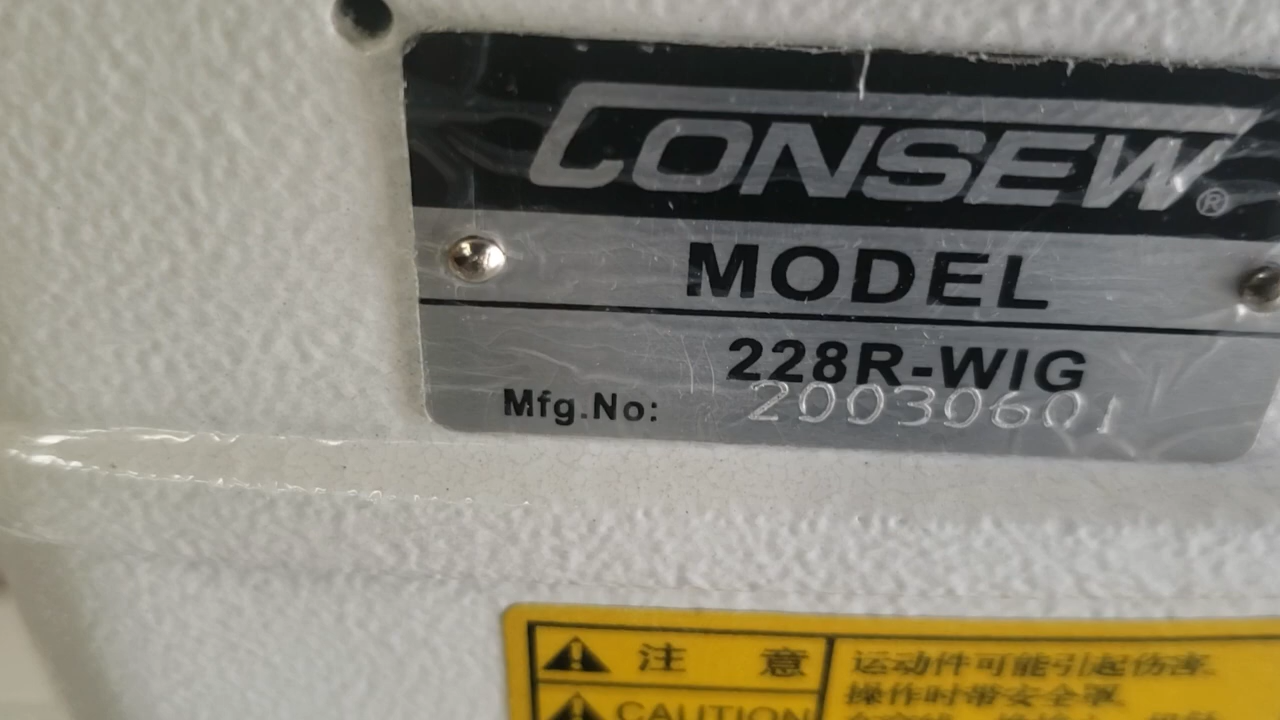 CONSEW®
MODEL
228R-WIG
Mfg.No: 20030601
注 意
运动件可能引起伤害.
操作时带安全罩.
CAUTION